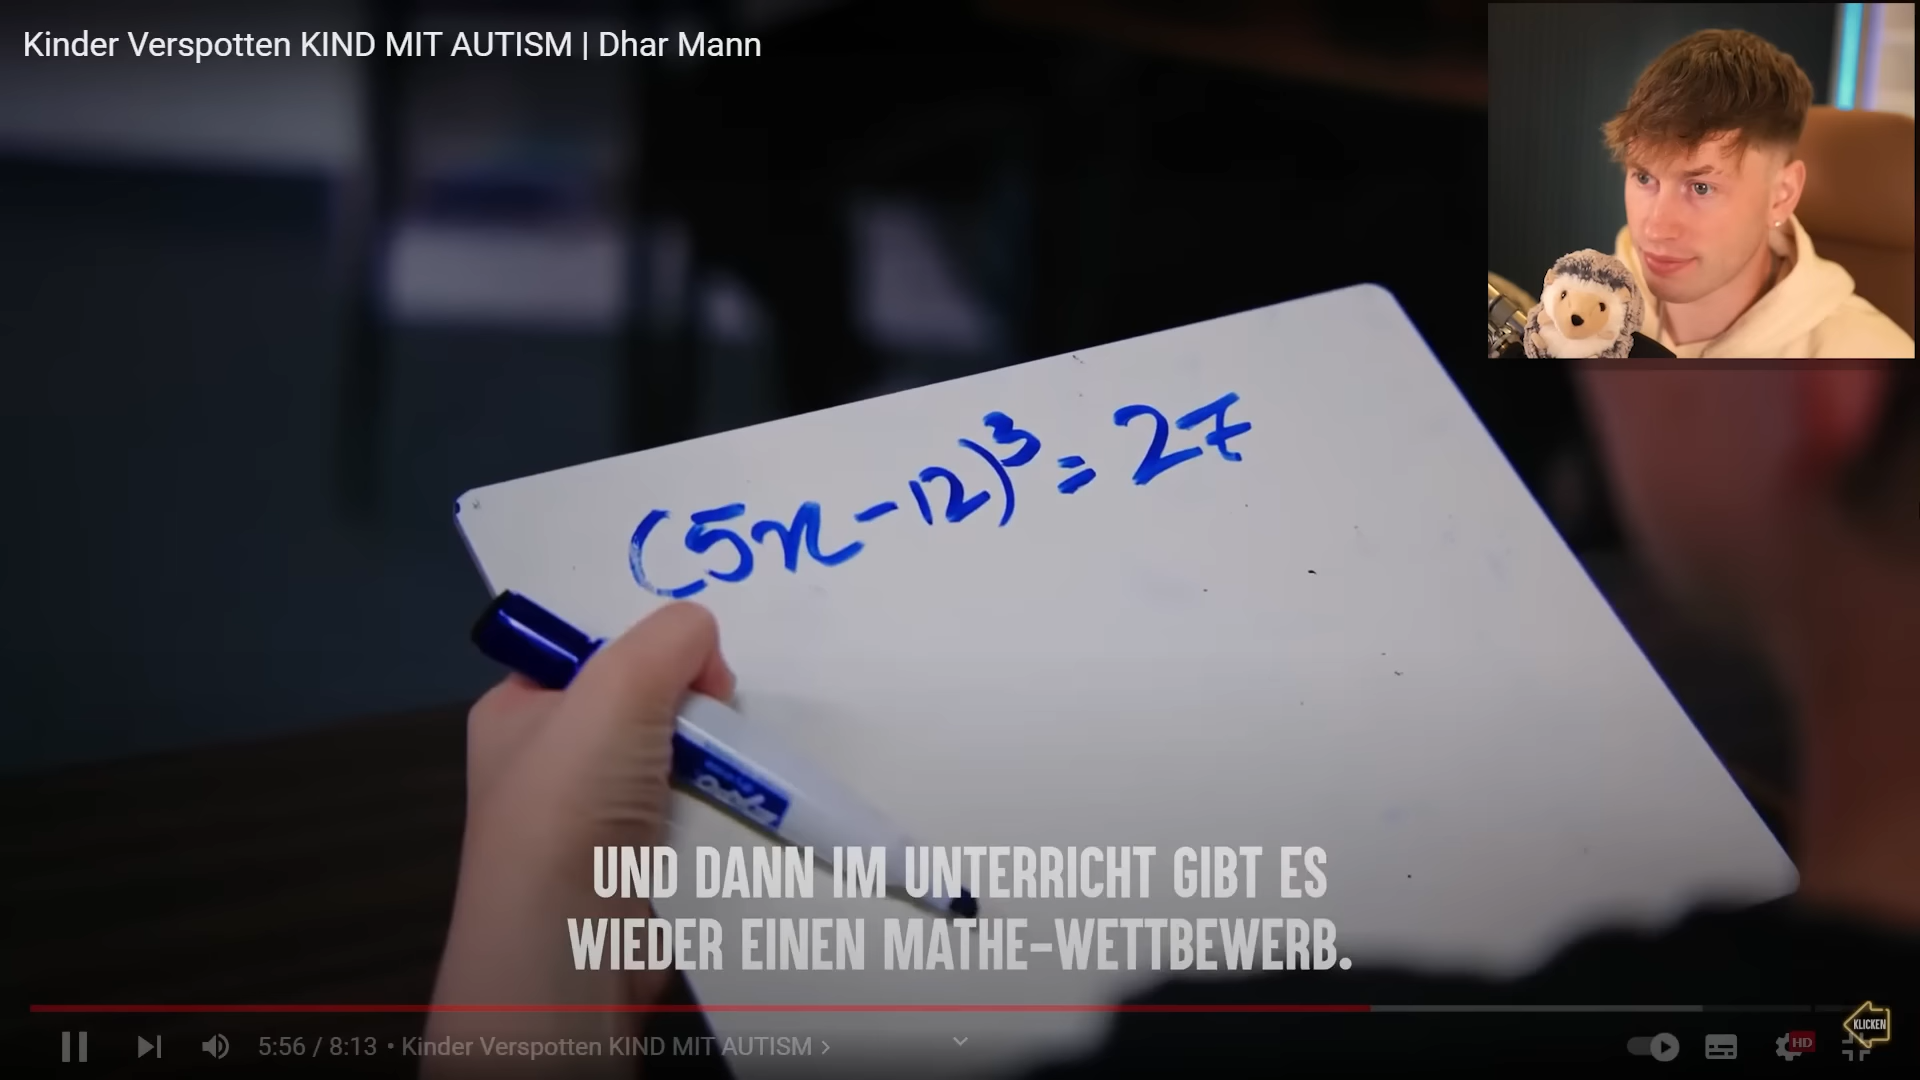 Kinder Verspotten KIND MIT AUTISM | Dhar Mann
(5x-12)³=27
UND DANN IM UNTERRICHT GIBT ES
WIEDER EINEN MATHE-WETTBEWERB.
5:56 / 8:13 • Kinder Verspotten KIND MIT AUTISM >
HD
KLICKEN